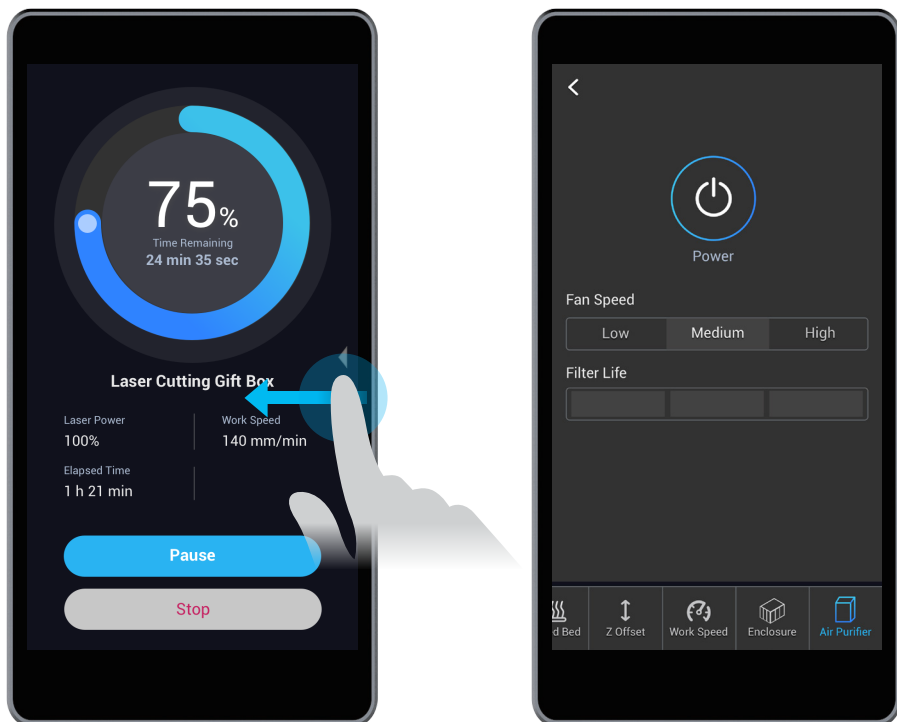 75%
Time Remaining
24 min 35 sec
Laser Cutting Gift Box
Laser Power
100%
Work Speed
140 mm/min
Elapsed Time
1 h 21 min
Pause
Stop
Power
Fan Speed
Low Medium High
Filter Life
d Bed Z Offset Work Speed Enclosure Air Purifier